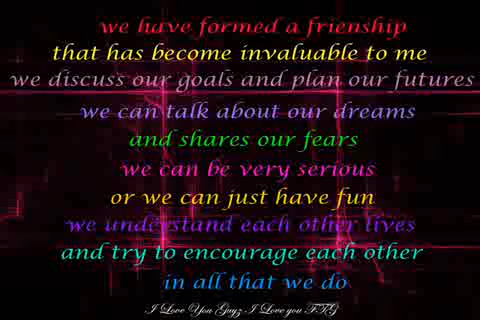 we have formed a frienship
that has become invaluable to me
we discuss our goals and plan our futures
we can talk about our dreams
and shares our fears
we can be very serious
or we can just have fun
we understand each other lives
and try to encourage each other
in all that we do
I Love You Guyz I Love you FTG